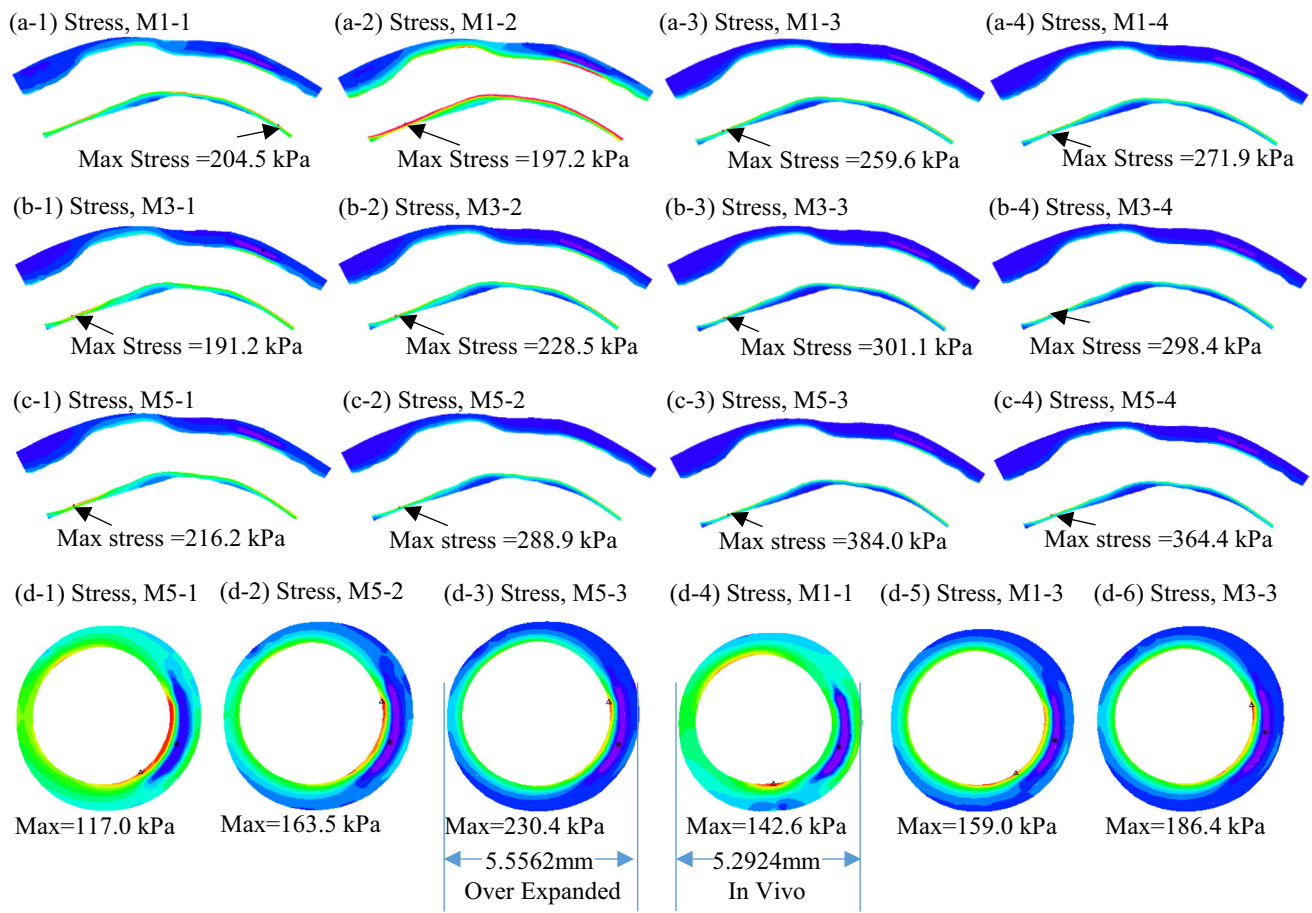 (a-1) Stress, M1-1
(a-2) Stress, M1-2
(a-3) Stress, M1-3
(a-4) Stress, M1-4
Max Stress =204.5 kPa
Max Stress =197.2 kPa
Max Stress =259.6 kPa
Max Stress =271.9 kPa
(b-1) Stress, M3-1
(b-2) Stress, M3-2
(b-3) Stress, M3-3
(b-4) Stress, M3-4
Max Stress =191.2 kPa
Max Stress =228.5 kPa
Max Stress =301.1 kPa
Max Stress =298.4 kPa
(c-1) Stress, M5-1
(c-2) Stress, M5-2
(c-3) Stress, M5-3
(c-4) Stress, M5-4
Max stress =216.2 kPa
Max stress =288.9 kPa
Max stress =384.0 kPa
Max stress =364.4 kPa
(d-1) Stress, M5-1
(d-2) Stress, M5-2
(d-3) Stress, M5-3
(d-4) Stress, M1-1
(d-5) Stress, M1-3
(d-6) Stress, M3-3
Max=117.0 kPa
Max=163.5 kPa
Max=230.4 kPa
Max=142.6 kPa
Max=159.0 kPa
Max=186.4 kPa
5.5562mm
Over Expanded
5.2924mm
In Vivo